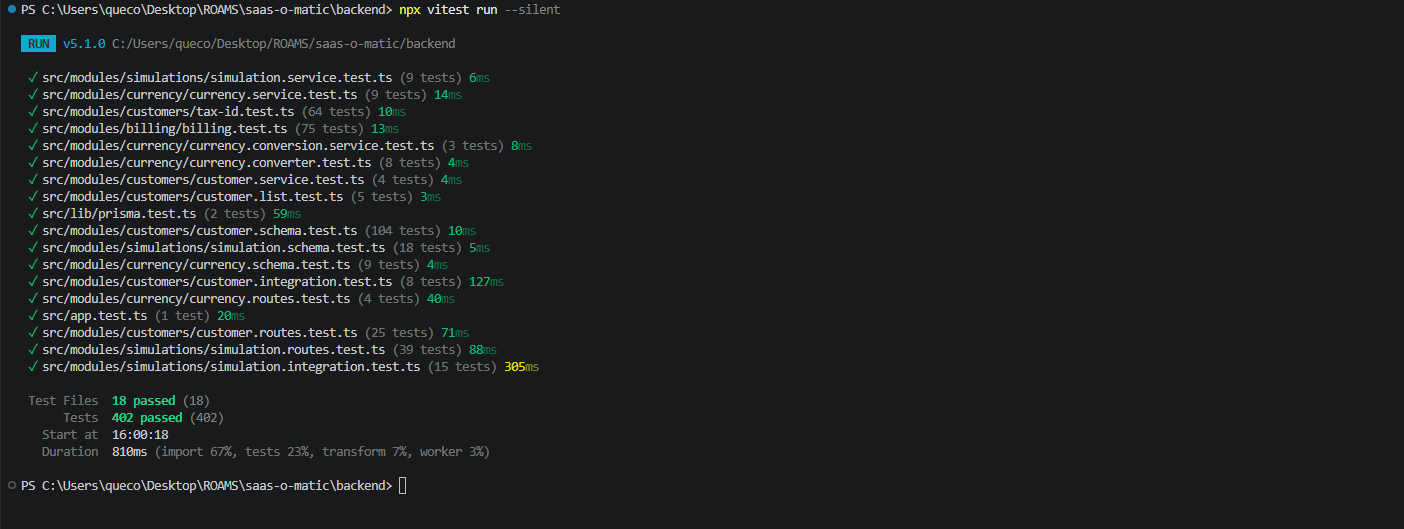 PS C:\Users\queco\Desktop\ROAMS\saas-o-matic\backend> npx vitest run --silent
RUN v5.1.0 C:/Users/queco/Desktop/ROAMS/saas-o-matic/backend
✓ src/modules/simulations/simulation.service.test.ts (9 tests) 6ms
✓ src/modules/currency/currency.service.test.ts (9 tests) 14ms
✓ src/modules/customers/tax-id.test.ts (64 tests) 10ms
✓ src/modules/billing/billing.test.ts (75 tests) 13ms
✓ src/modules/currency/currency.conversion.service.test.ts (3 tests) 8ms
✓ src/modules/currency/currency.converter.test.ts (8 tests) 4ms
✓ src/modules/customers/customer.service.test.ts (4 tests) 4ms
✓ src/modules/customers/customer.list.test.ts (5 tests) 3ms
✓ src/lib/prisma.test.ts (2 tests) 59ms
✓ src/modules/customers/customer.schema.test.ts (104 tests) 10ms
✓ src/modules/simulations/simulation.schema.test.ts (18 tests) 5ms
✓ src/modules/currency/currency.schema.test.ts (9 tests) 4ms
✓ src/modules/customers/customer.integration.test.ts (8 tests) 127ms
✓ src/modules/currency/currency.routes.test.ts (4 tests) 40ms
✓ src/app.test.ts (1 test) 20ms
✓ src/modules/customers/customer.routes.test.ts (25 tests) 71ms
✓ src/modules/simulations/simulation.routes.test.ts (39 tests) 88ms
✓ src/modules/simulations/simulation.integration.test.ts (15 tests) 305ms
Test Files 18 passed (18)
Tests 402 passed (402)
Start at 16:00:18
Duration 810ms (import 67%, tests 23%, transform 7%, worker 3%)
PS C:\Users\queco\Desktop\ROAMS\saas-o-matic\backend>